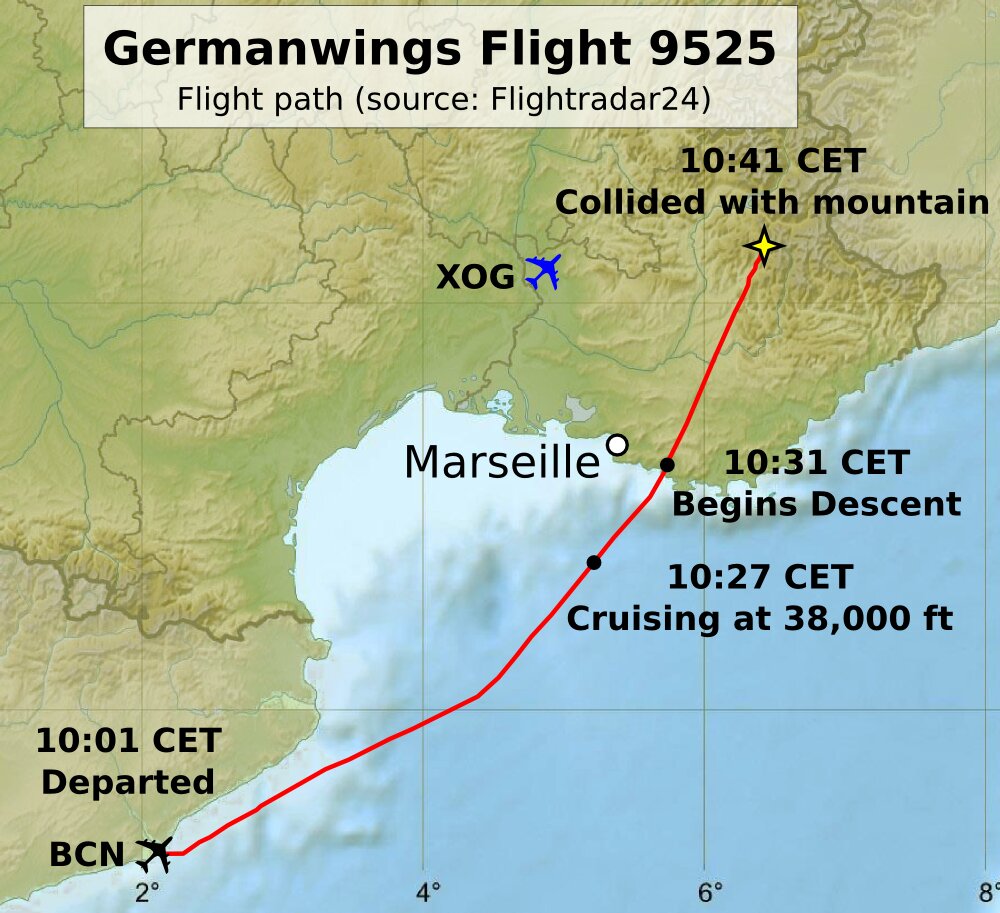 Germanwings Flight 9525
Flight path (source: Flightradar24)
10:41 CET
Collided with mountain
XOG
Marseille
10:31 CET
Begins Descent
10:27 CET
Cruising at 38,000 ft
10:01 CET
Departed
BCN
2°
4°
6°
8°